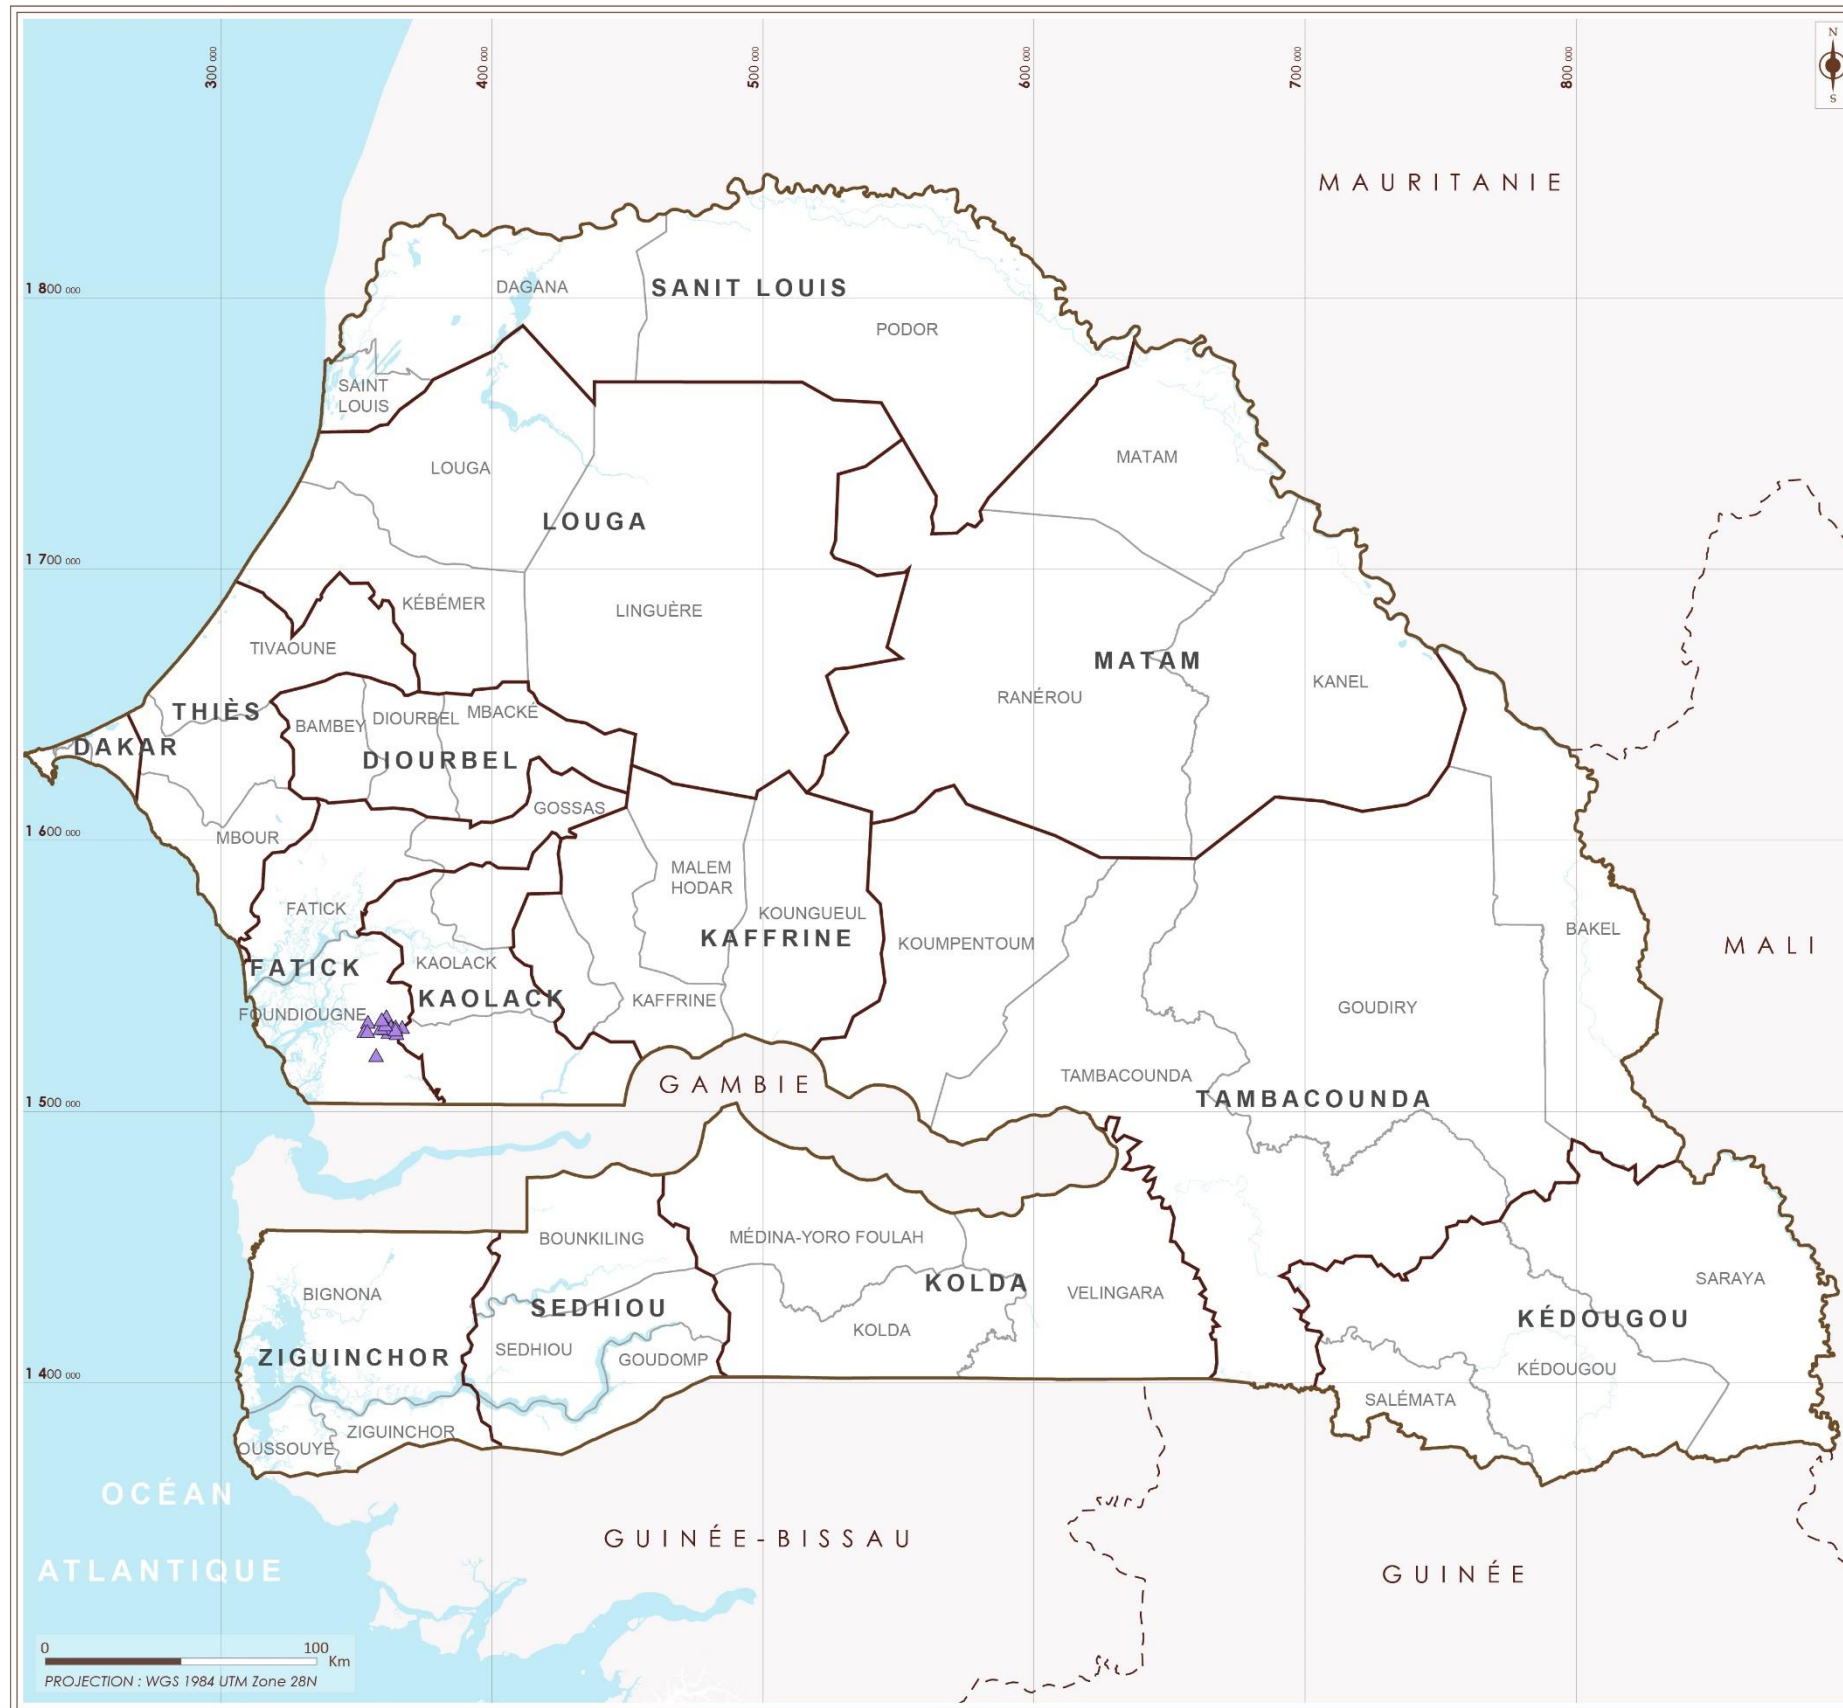 N
S
300 000
400 000
500 000
600 000
700 000
800 000
MAURITANIE
1 800 000
DAGANA
SANIT LOUIS
PODOR
SAINT
LOUIS
MATAM
LOUGA
LOUGA
1 700 000
KÉBÉMER
LINGUÈRE
TIVAOUNE
MATAM
KANEL
RANÉROU
THIÈS
BAMBEY
DIOURBEL
MBACKÉ
DAKAR
DIOURBEL
GOSSAS
1 600 000
MBOUR
MALEM
HODAR
FATICK
KOUNGUEUL
KAFFRINE
KOUMPENTOUM
BAKEL
MALI
FATICK
KAOLACK
KAOLACK
KAFFRINE
GOUDIRY
FOUNDIOUGNE
GAMBIE
TAMBACOUNDA
TAMBACOUNDA
1 500 000
BOUNKILING
MÉDINA-YORO FOULAH
BIGNONA
KOLDA
VELINGARA
SARAYA
SEDHIOU
KÉDOUGOU
KOLDA
SEDHIOU
GOUDOMP
ZIGUINCHOR
KÉDOUGOU
1 400 000
SALÉMATA
ZIGUINCHOR
OUSSOUYE
OCÉAN
ATLANTIQUE
GUINÉE-BISSAU
GUINÉE
0 100
Km
PROJECTION : WGS 1984 UTM Zone 28N